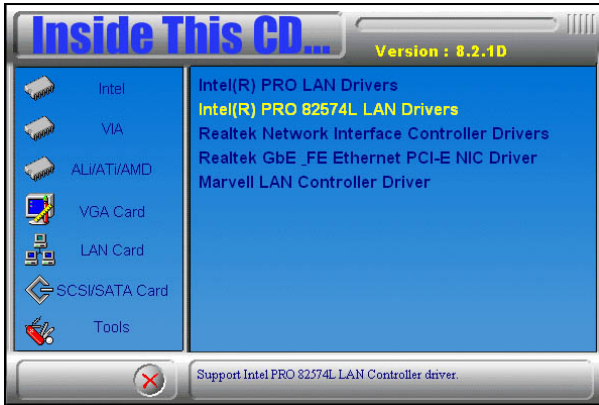 Inside This CD...
Version : 8.2.1D
Intel
VIA
ALi/ATi/AMD
VGA Card
LAN Card
SCSI/SATA Card
Tools
Intel(R) PRO LAN Drivers
Intel(R) PRO 82574L LAN Drivers
Realtek Network Interface Controller Drivers
Realtek GbE _FE Ethernet PCI-E NIC Driver
Marvell LAN Controller Driver
Support Intel PRO 82574L LAN Controller driver.